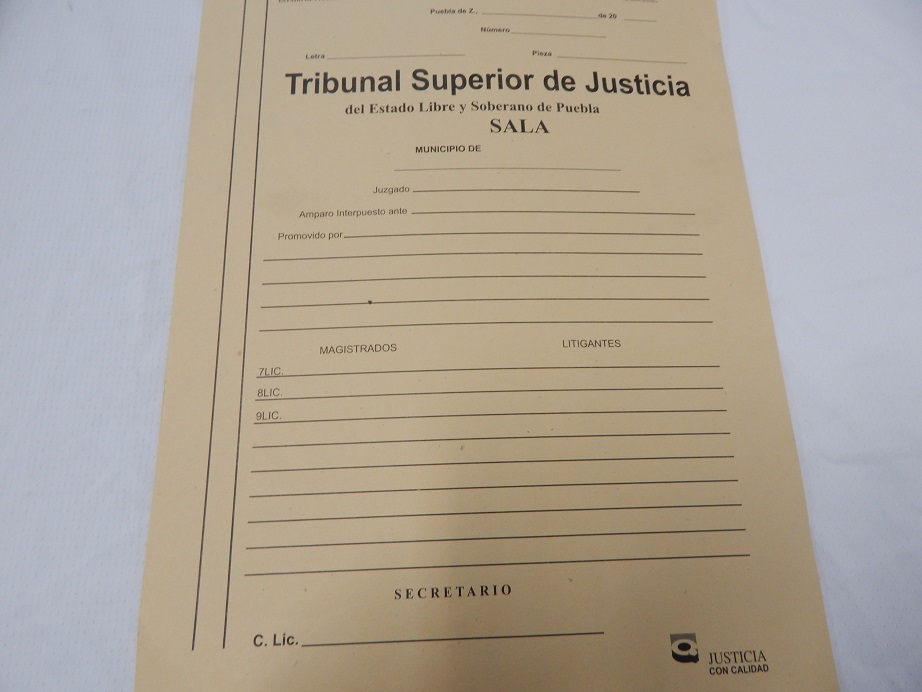 Puebla de Z., de 20
Número
Letra Pieza
Tribunal Superior de Justicia
del Estado Libre y Soberano de Puebla
SALA
MUNICIPIO DE
Juzgado
Amparo Interpuesto ante
Promovido por
MAGISTRADOS LITIGANTES
7LIC.
8LIC.
9LIC.
SECRETARIO
C. Lic.
JUSTICIA
CON CALIDAD